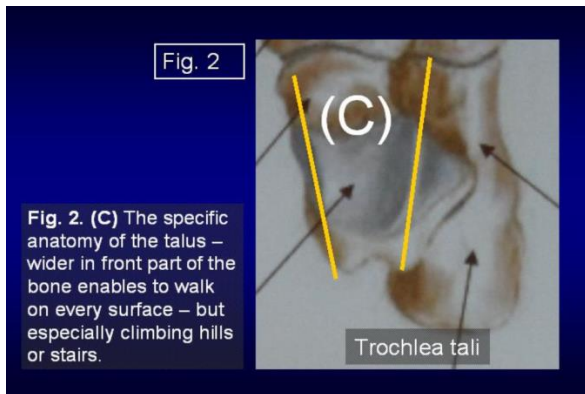 Fig. 2
(C)
Fig. 2. (C) The specific
anatomy of the talus –
wider in front part of the
bone enables to walk
on every surface – but
especially climbing hills
or stairs.
Trochlea tali